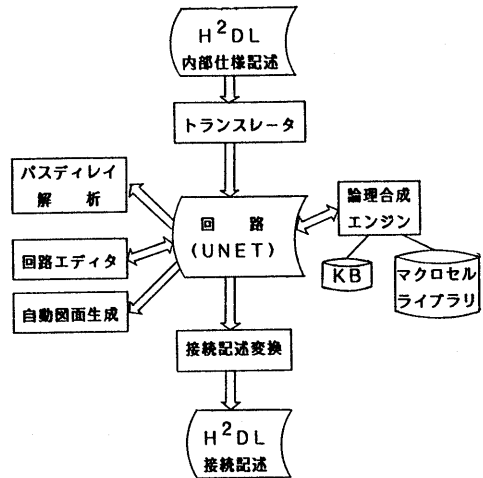 H²DL
内部仕様記述
トランスレータ
パスディレイ
解　析
回路エディタ
自動図面生成
回　路
(UNET)
論理合成
エンジン
KB
マクロセル
ライブラリ
接続記述変換
H²DL
接続記述